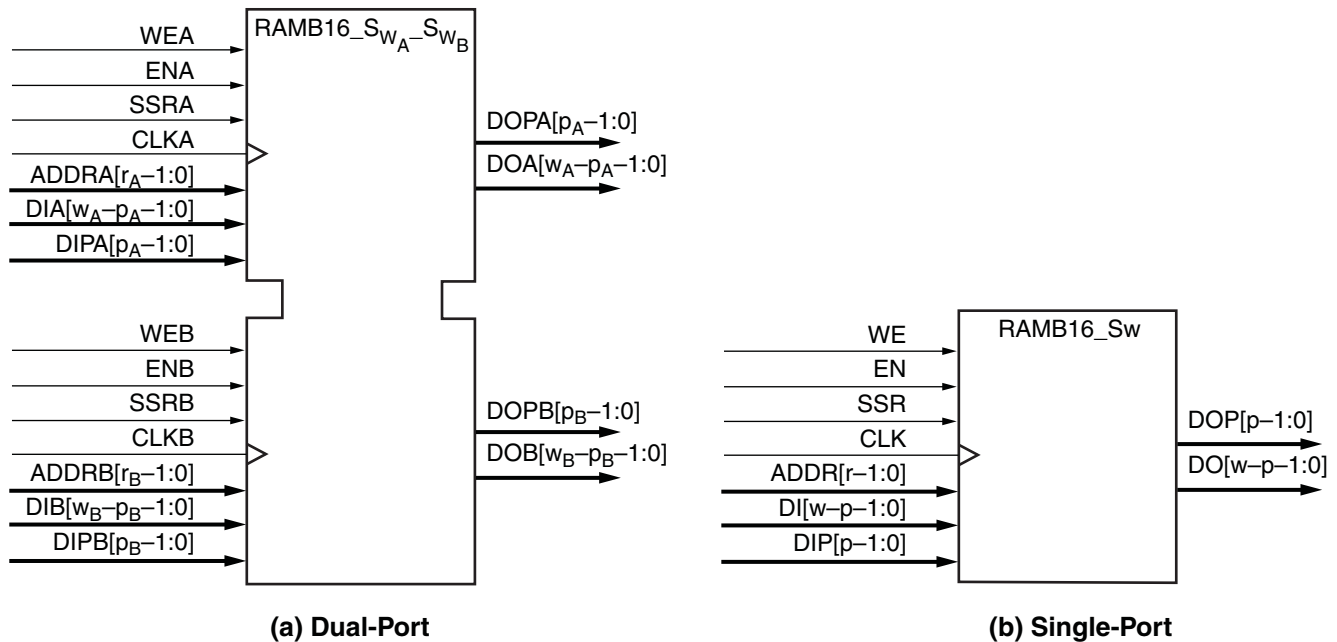 RAMB16_SWA_SWB
WEA
ENA
SSRA
CLKA
ADDRA[rA–1:0]
DIA[wA–pA–1:0]
DIPA[pA–1:0]
DOPA[pA–1:0]
DOA[wA–pA–1:0]
WEB
ENB
SSRB
CLKB
ADDRB[rB–1:0]
DIB[wB–pB–1:0]
DIPB[pB–1:0]
DOPB[pB–1:0]
DOB[wB–pB–1:0]
(a) Dual-Port
RAMB16_Sw
WE
EN
SSR
CLK
ADDR[r–1:0]
DI[w–p–1:0]
DIP[p–1:0]
DOP[p–1:0]
DO[w–p–1:0]
(b) Single-Port